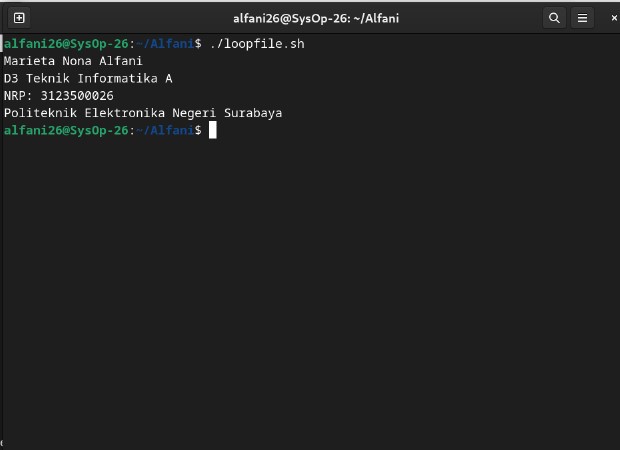 alfani26@SysOp-26: ~/Alfani
alfani26@SysOp-26:~/Alfani$ ./loopfile.sh
Marieta Nona Alfani
D3 Teknik Informatika A
NRP: 3123500026
Politeknik Elektronika Negeri Surabaya
alfani26@SysOp-26:~/Alfani$